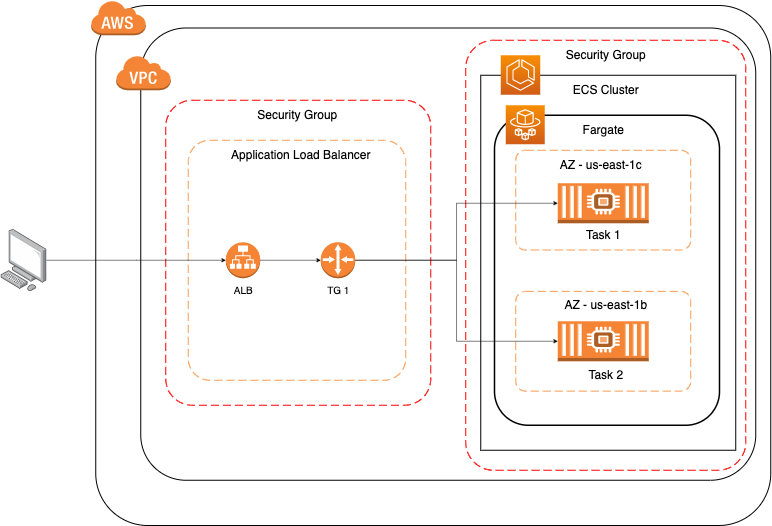 AWS
VPC
Security Group
Application Load Balancer
ALB
TG 1
Security Group
ECS Cluster
Fargate
AZ - us-east-1c
Task 1
AZ - us-east-1b
Task 2